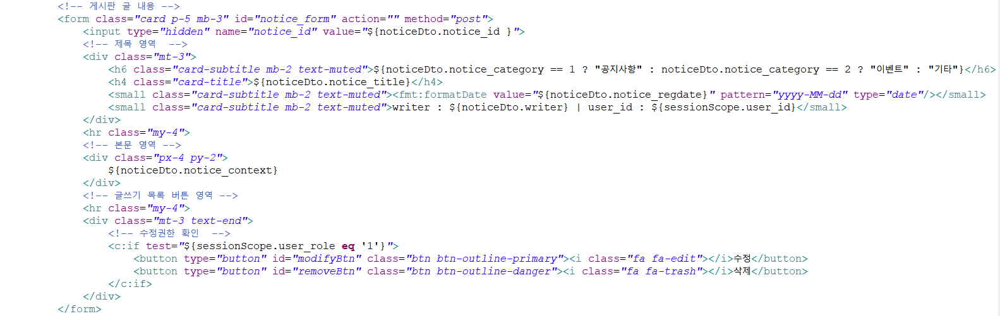 <!-- 게시판 글 내용 -->
<form class="card p-5 mb-3" id="notice_form" action="" method="post">
<input type="hidden" name="notice_id" value="${noticeDto.notice_id }">
<!-- 제목 영역  -->
<div class="mt-3">
<h6 class="card-subtitle mb-2 text-muted">${noticeDto.notice_category == 1 ? "공지사항" : noticeDto.notice_category == 2 ? "이벤트" : "기타"}</h6>
<h4 class="card-title">${noticeDto.notice_title}</h4>
<small class="card-subtitle mb-2 text-muted"><fmt:formatDate value="${noticeDto.notice_regdate}" pattern="yyyy-MM-dd" type="date"/></small>
<small class="card-subtitle mb-2 text-muted">writer : ${noticeDto.writer} | user_id : ${sessionScope.user_id}</small>
</div>
<hr class="my-4">
<!-- 본문 영역 -->
<div class="px-4 py-2">
${noticeDto.notice_context}
</div>
<!-- 글쓰기 목록 버튼 영역 -->
<hr class="my-4">
<div class="mt-3 text-end">
<!-- 수정권한 확인  -->
<c:if test="${sessionScope.user_role eq '1'}">
<button type="button" id="modifyBtn" class="btn btn-outline-primary"><i class="fa fa-edit"></i>수정</button>
<button type="button" id="removeBtn" class="btn btn-outline-danger"><i class="fa fa-trash"></i>삭제</button>
</c:if>
</div>
</form>